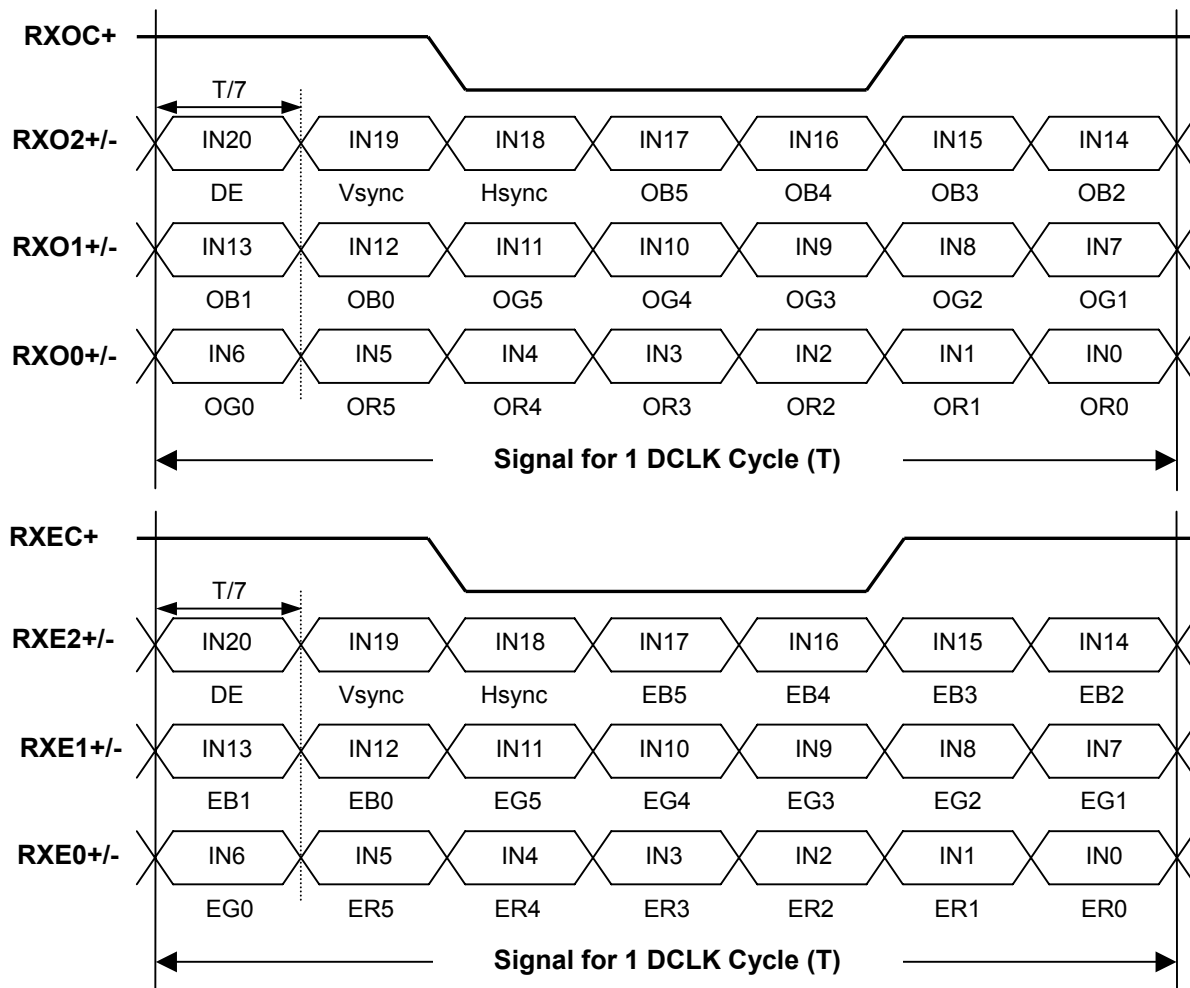 RXOC+
T/7
RXO2+/- IN20 IN19 IN18 IN17 IN16 IN15 IN14
DE Vsync Hsync OB5 OB4 OB3 OB2
RXO1+/- IN13 IN12 IN11 IN10 IN9 IN8 IN7
OB1 OB0 OG5 OG4 OG3 OG2 OG1
RXO0+/- IN6 IN5 IN4 IN3 IN2 IN1 IN0
OG0 OR5 OR4 OR3 OR2 OR1 OR0
Signal for 1 DCLK Cycle (T)
RXEC+
T/7
RXE2+/- IN20 IN19 IN18 IN17 IN16 IN15 IN14
DE Vsync Hsync EB5 EB4 EB3 EB2
RXE1+/- IN13 IN12 IN11 IN10 IN9 IN8 IN7
EB1 EB0 EG5 EG4 EG3 EG2 EG1
RXE0+/- IN6 IN5 IN4 IN3 IN2 IN1 IN0
EG0 ER5 ER4 ER3 ER2 ER1 ER0
Signal for 1 DCLK Cycle (T)